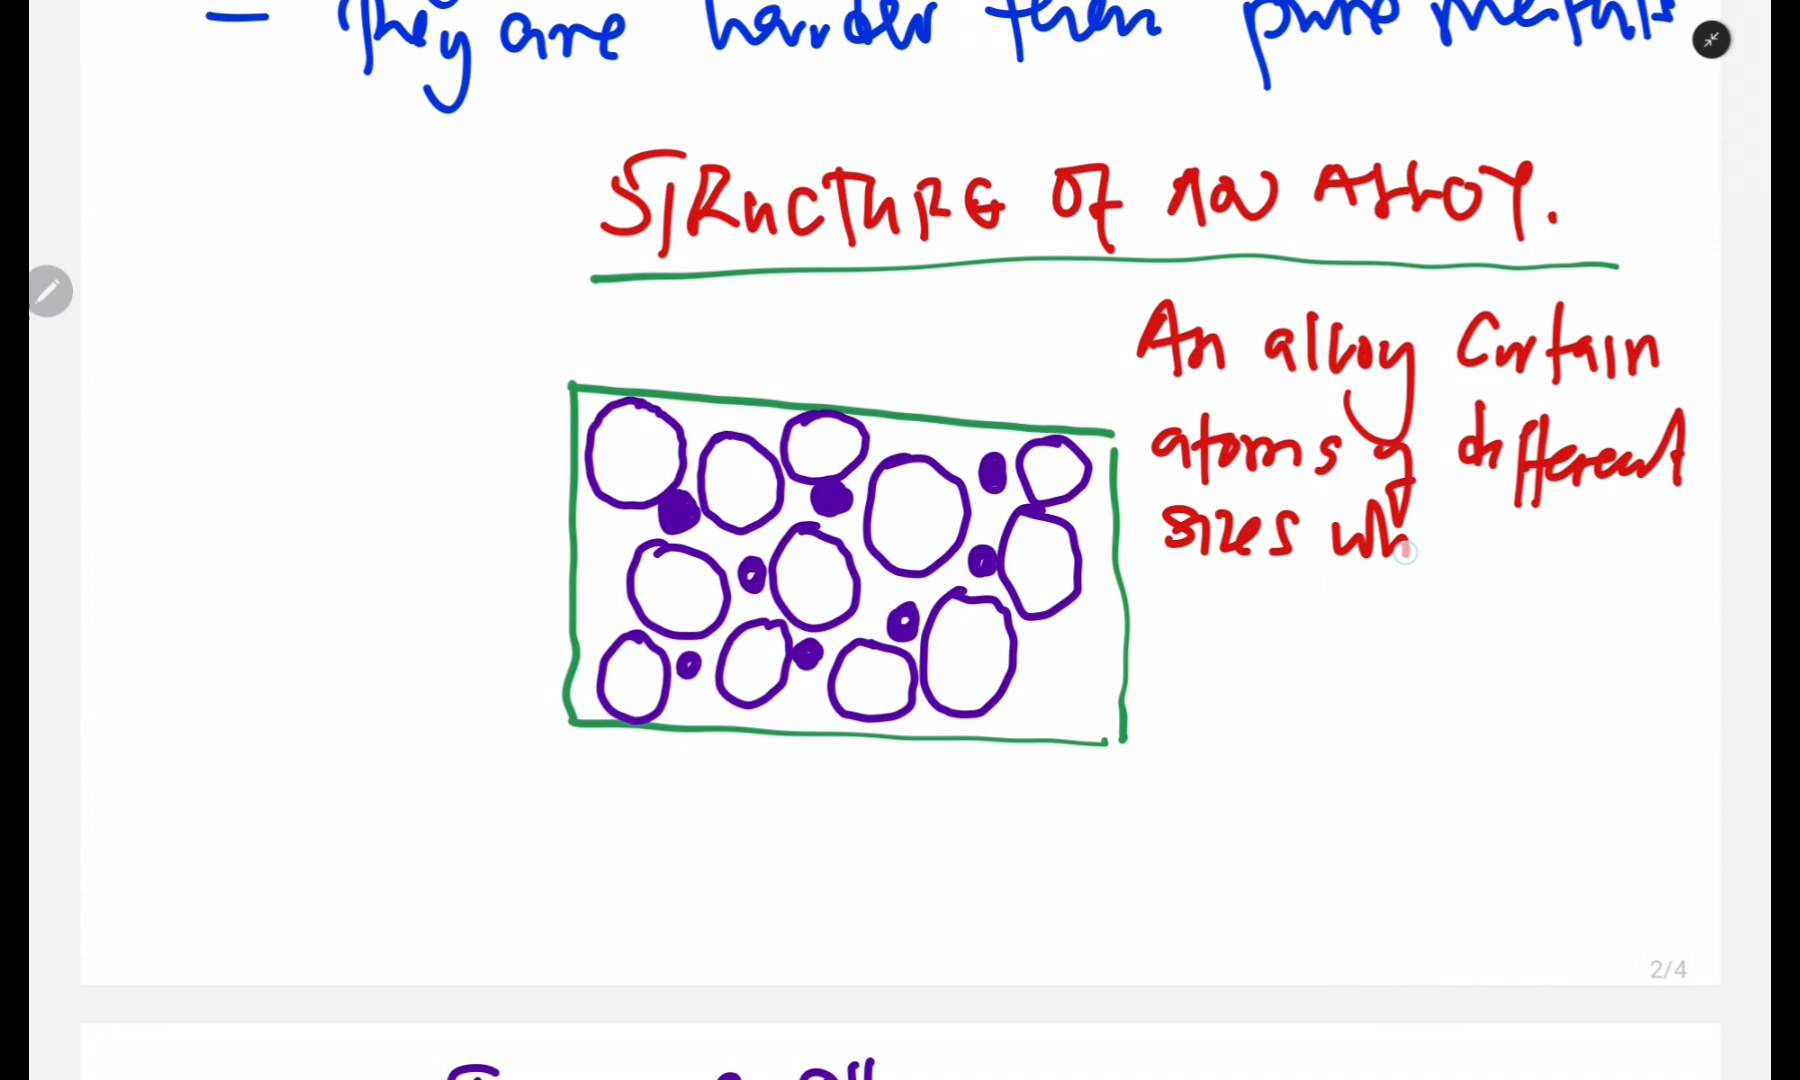 - They are harder than pure metals
STRUCTURE OF AN ALLOY.
An alloy contain
atoms of different
sizes wh
2/4